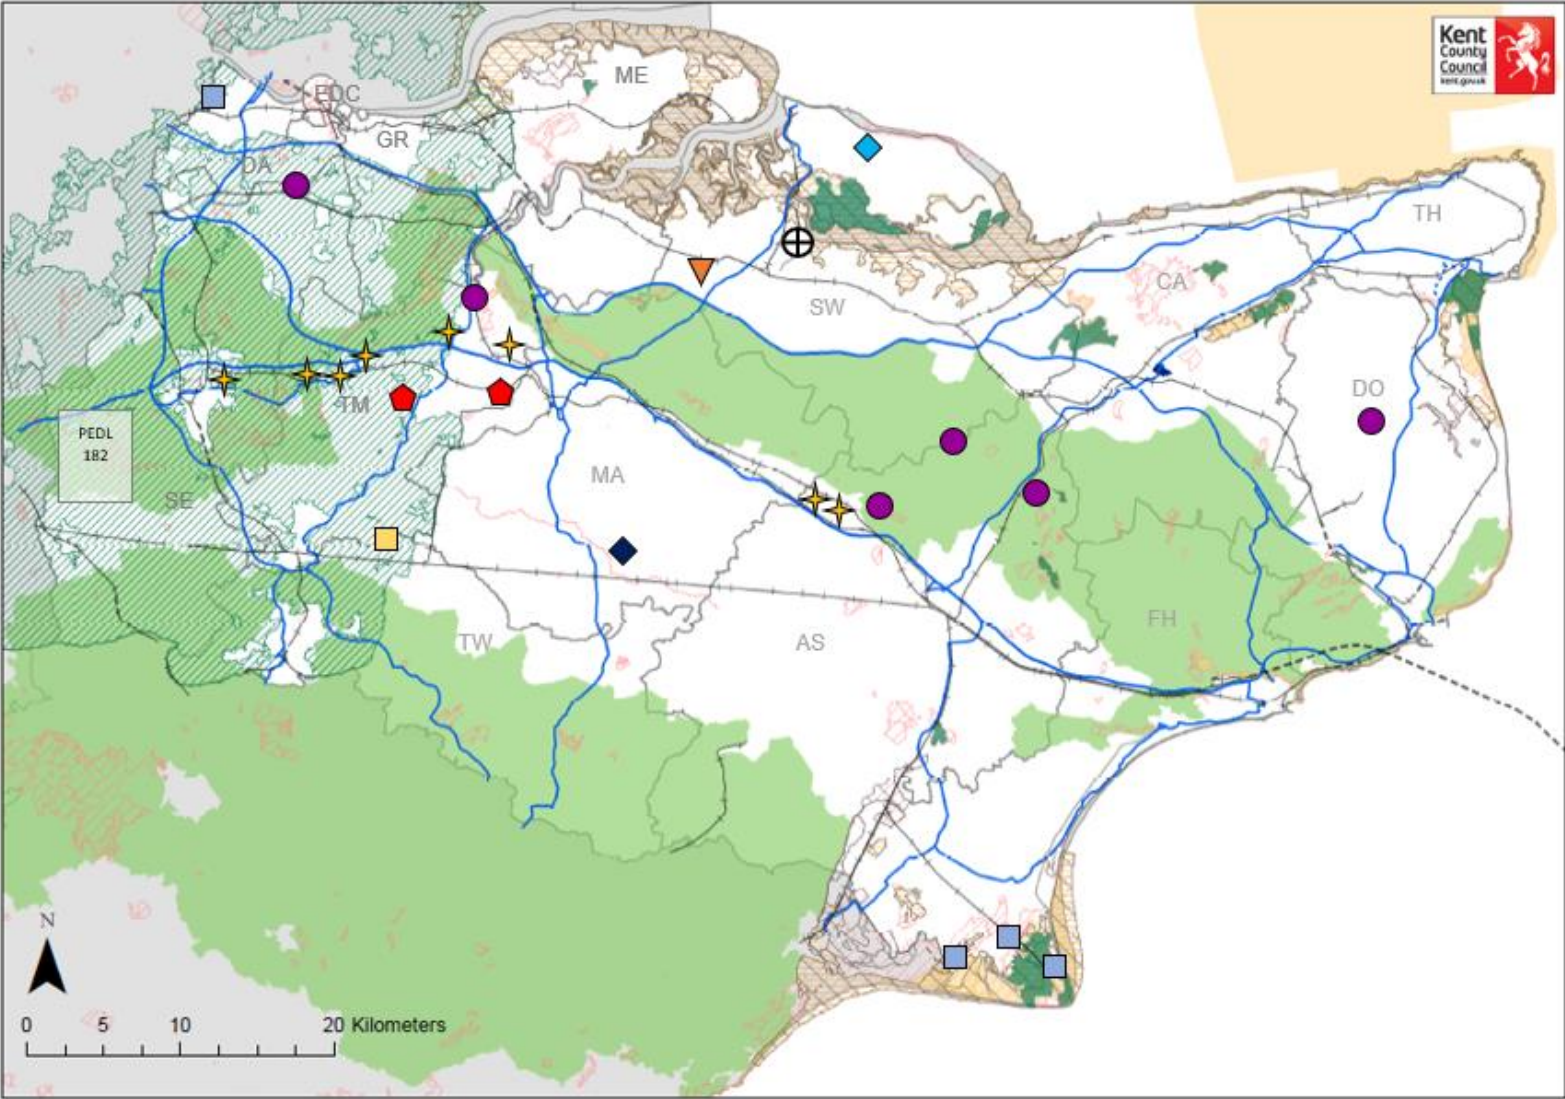 Kent
County
Council
kent.gov.uk
ME
EDC
GR
DA
TH
CA
SW
DO
TM
PEDL
182
MA
SE
FH
TW
AS
N
0 5 10 20 Kilometers